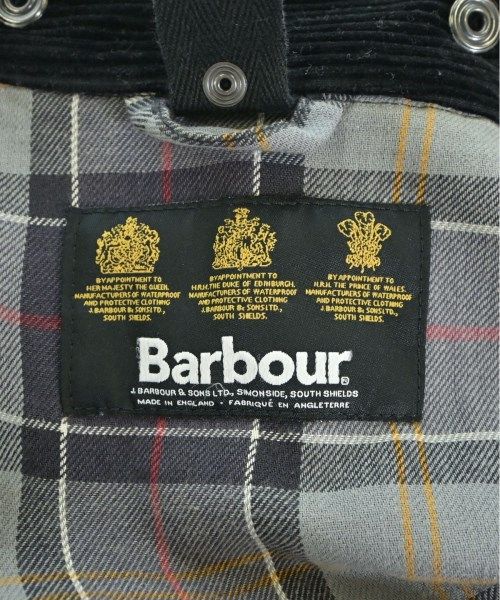 BY APPOINTMENT TO
HER MAJESTY THE QUEEN,
MANUFACTURERS OF WATERPROOF
AND PROTECTIVE CLOTHING
J. BARBOUR & SONS LTD.,
SOUTH SHIELDS.
BY APPOINTMENT TO
H.R.H. THE DUKE OF EDINBURGH,
MANUFACTURERS OF WATERPROOF
AND PROTECTIVE CLOTHING
J. BARBOUR & SONS LTD.,
SOUTH SHIELDS.
BY APPOINTMENT TO
H.R.H. THE PRINCE OF WALES,
MANUFACTURERS OF WATERPROOF
AND PROTECTIVE CLOTHING
J. BARBOUR & SONS LTD.,
SOUTH SHIELDS.
Barbour®
J. BARBOUR & SONS LTD., SIMONSIDE, SOUTH SHIELDS
MADE IN ENGLAND · FABRIQUÉ EN ANGLETERRE